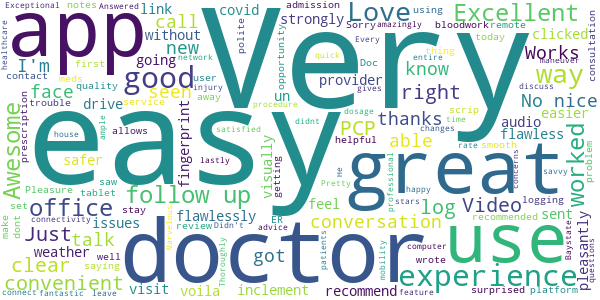 Exceptional notes
Answered
healthcare
link
covid
polite
admission
using
call
strongly
Love
Sorry
amazingly
Excellent
bloodwork
remote
app
very
Every
Doc
clicked
today
without
new
I'm
going
Works
maneuver
consultation
contact
meds
first
network
quick
entire
thing
good
user
opportunity
provider
know
way
face
quality
injury
away
seen
us
gives
discuss
No nice
trouble
drive
service
procedure
right
audio
easier
prescription
ample
fingerprint
dosage
thanks
scrip
flawless
Awesome
safer
allows
easy
satisfied
didnt
PCP
changes
time
smooth
house
lastly
helpful
able
great
rate
worked
problem
concerns
savvy
Pleasure
saw
tablet
follow up
visually
getting
He
Pretty
professional
happy
stars
Video
logging
set
office
flawlessly
feel
log
sent
recommended
make
dont
connectivity
stay
issues
review
ER
conversation
Just
talk
Marvelous
Didn't
Thoroughly
got
advice
doctor
patients
mobility
computer
wrote
use
Baystate
pleasantly
questions
clear
weather
saying
well
convenient
visit
voila
inclement
recommend
experience
surprised
platform
connect
fantastic
leave
feature